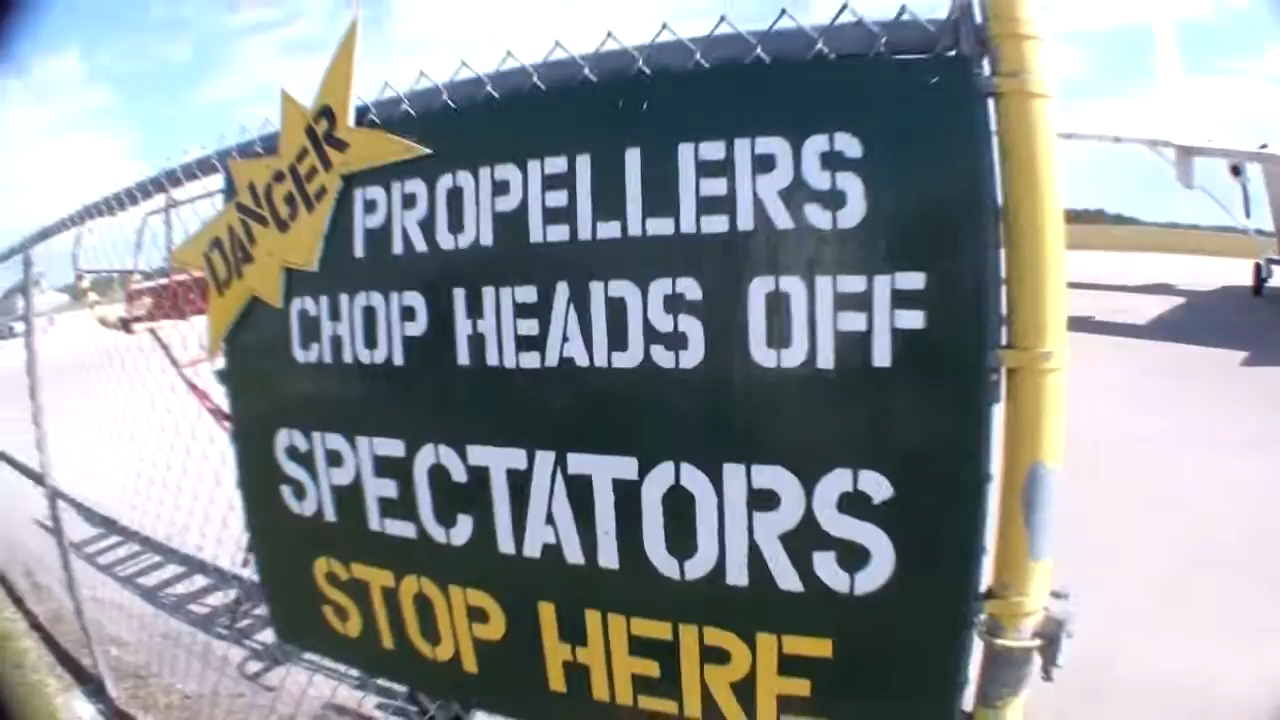 DANGER
PROPELLERS
CHOP HEADS OFF
SPECTATORS
STOP HERE